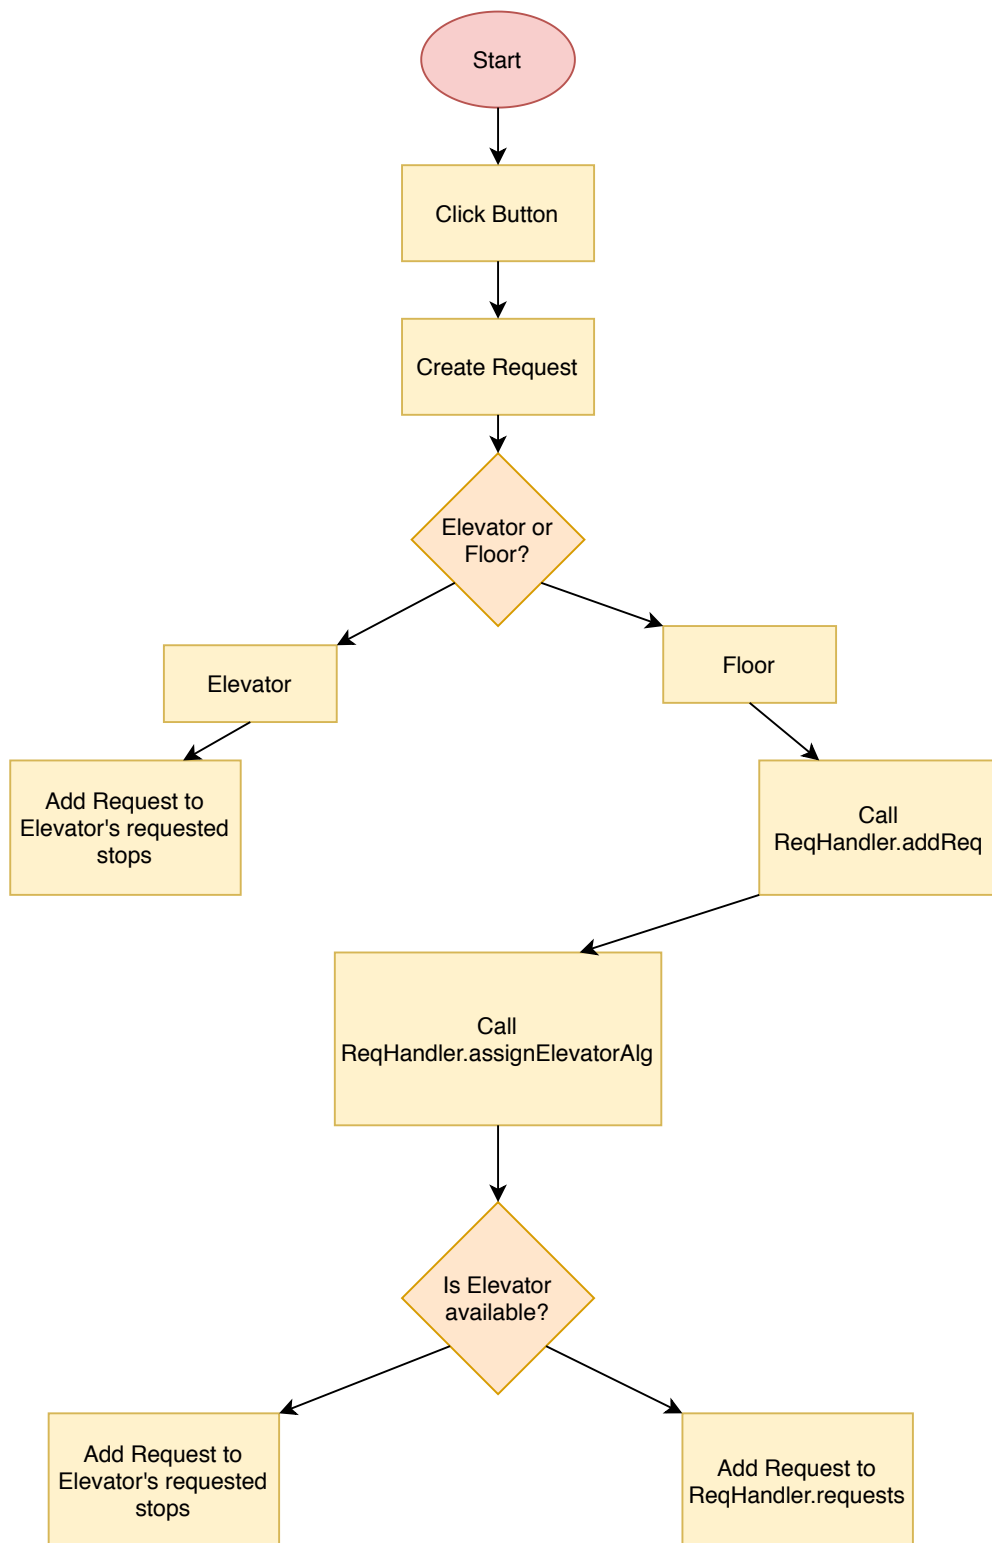 Start
Click Button
Create Request
Elevator or
Floor?
Elevator
Floor
Add Request to
Elevator's requested
stops
Call
ReqHandler.addReq
Call
ReqHandler.assignElevatorAlg
Is Elevator
available?
Add Request to
Elevator's requested
stops
Add Request to
ReqHandler.requests